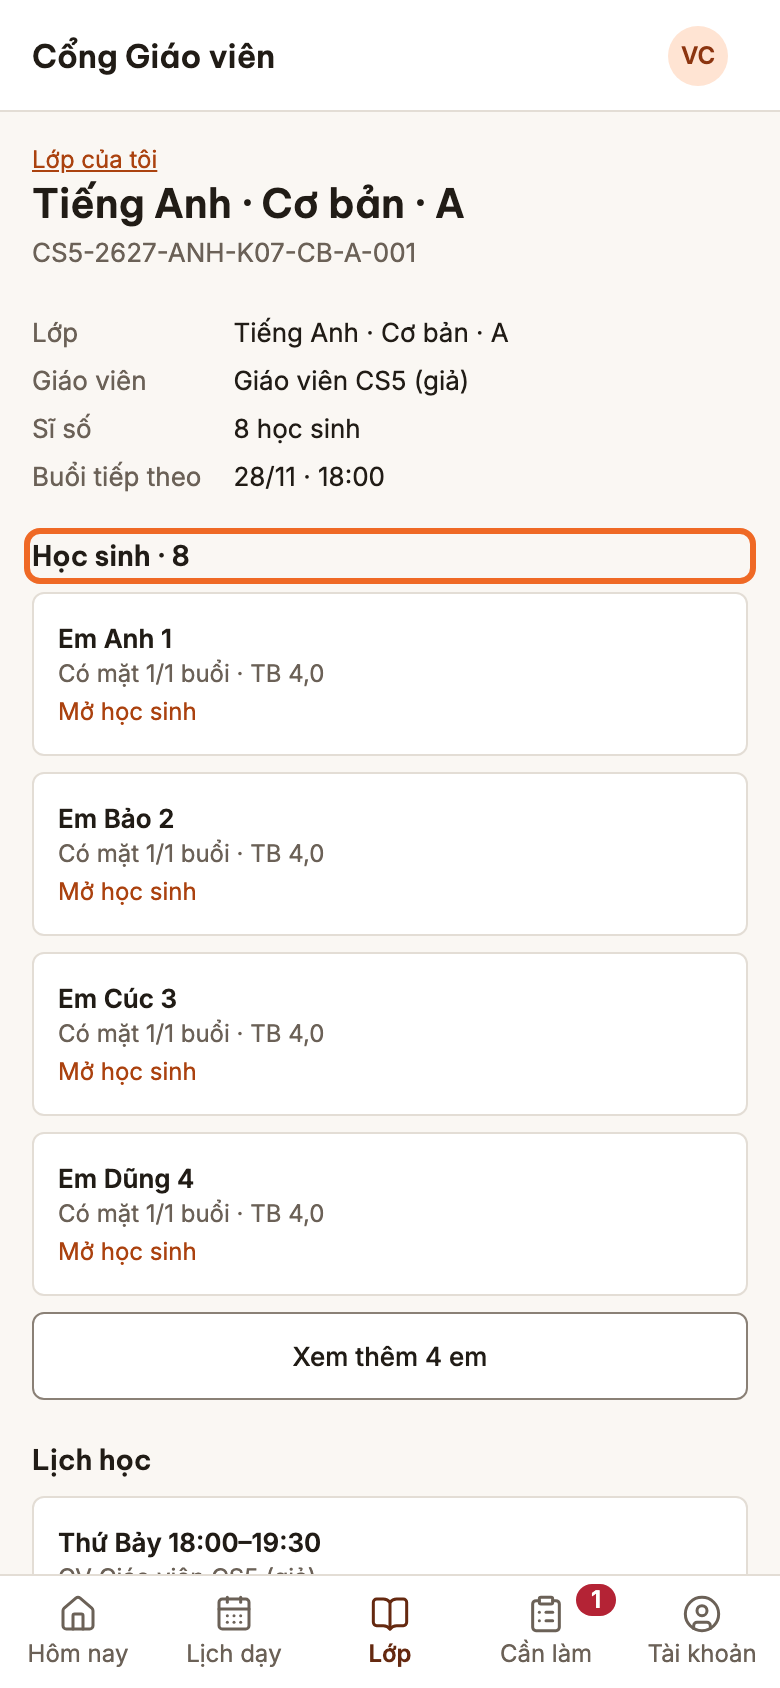 Cổng Giáo viên
VC
Lớp của tôi
Tiếng Anh · Cơ bản · A
CS5-2627-ANH-K07-CB-A-001
Lớp Tiếng Anh · Cơ bản · A
Giáo viên Giáo viên CS5 (giả)
Sĩ số 8 học sinh
Buổi tiếp theo 28/11 · 18:00
Học sinh · 8
Em Anh 1
Có mặt 1/1 buổi · TB 4,0
Mở học sinh
Em Bảo 2
Có mặt 1/1 buổi · TB 4,0
Mở học sinh
Em Cúc 3
Có mặt 1/1 buổi · TB 4,0
Mở học sinh
Em Dũng 4
Có mặt 1/1 buổi · TB 4,0
Mở học sinh
Xem thêm 4 em
Lịch học
Thứ Bảy 18:00–19:30
GV Giáo viên CS5 (giả)
1
Hôm nay Lịch dạy Lớp Cần làm Tài khoản